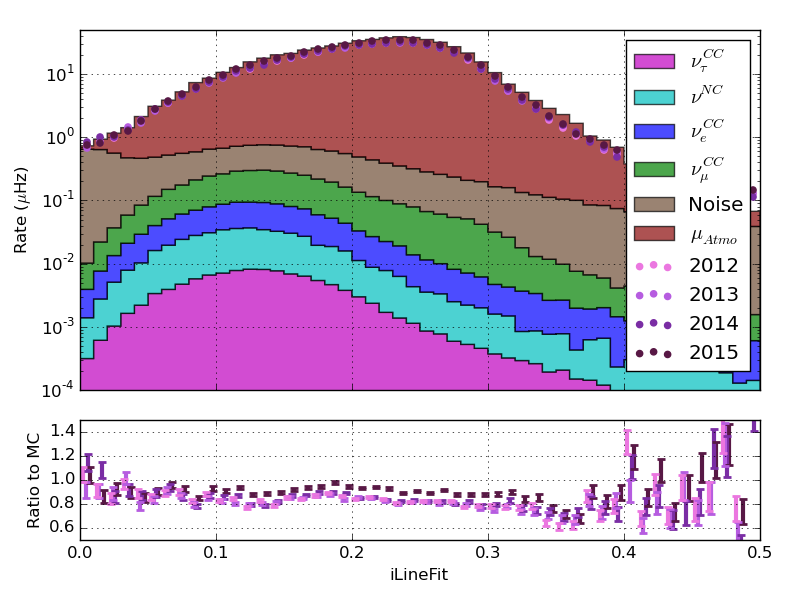 Rate (μHz)
10¹
10⁰
10⁻¹
10⁻²
10⁻³
10⁻⁴
ν_τ^CC
ν^NC
ν_e^CC
ν_μ^CC
Noise
μ_Atmo
2012
2013
2014
2015
Ratio to MC
1.4
1.2
1.0
0.8
0.6
0.0 0.1 0.2 0.3 0.4 0.5
iLineFit